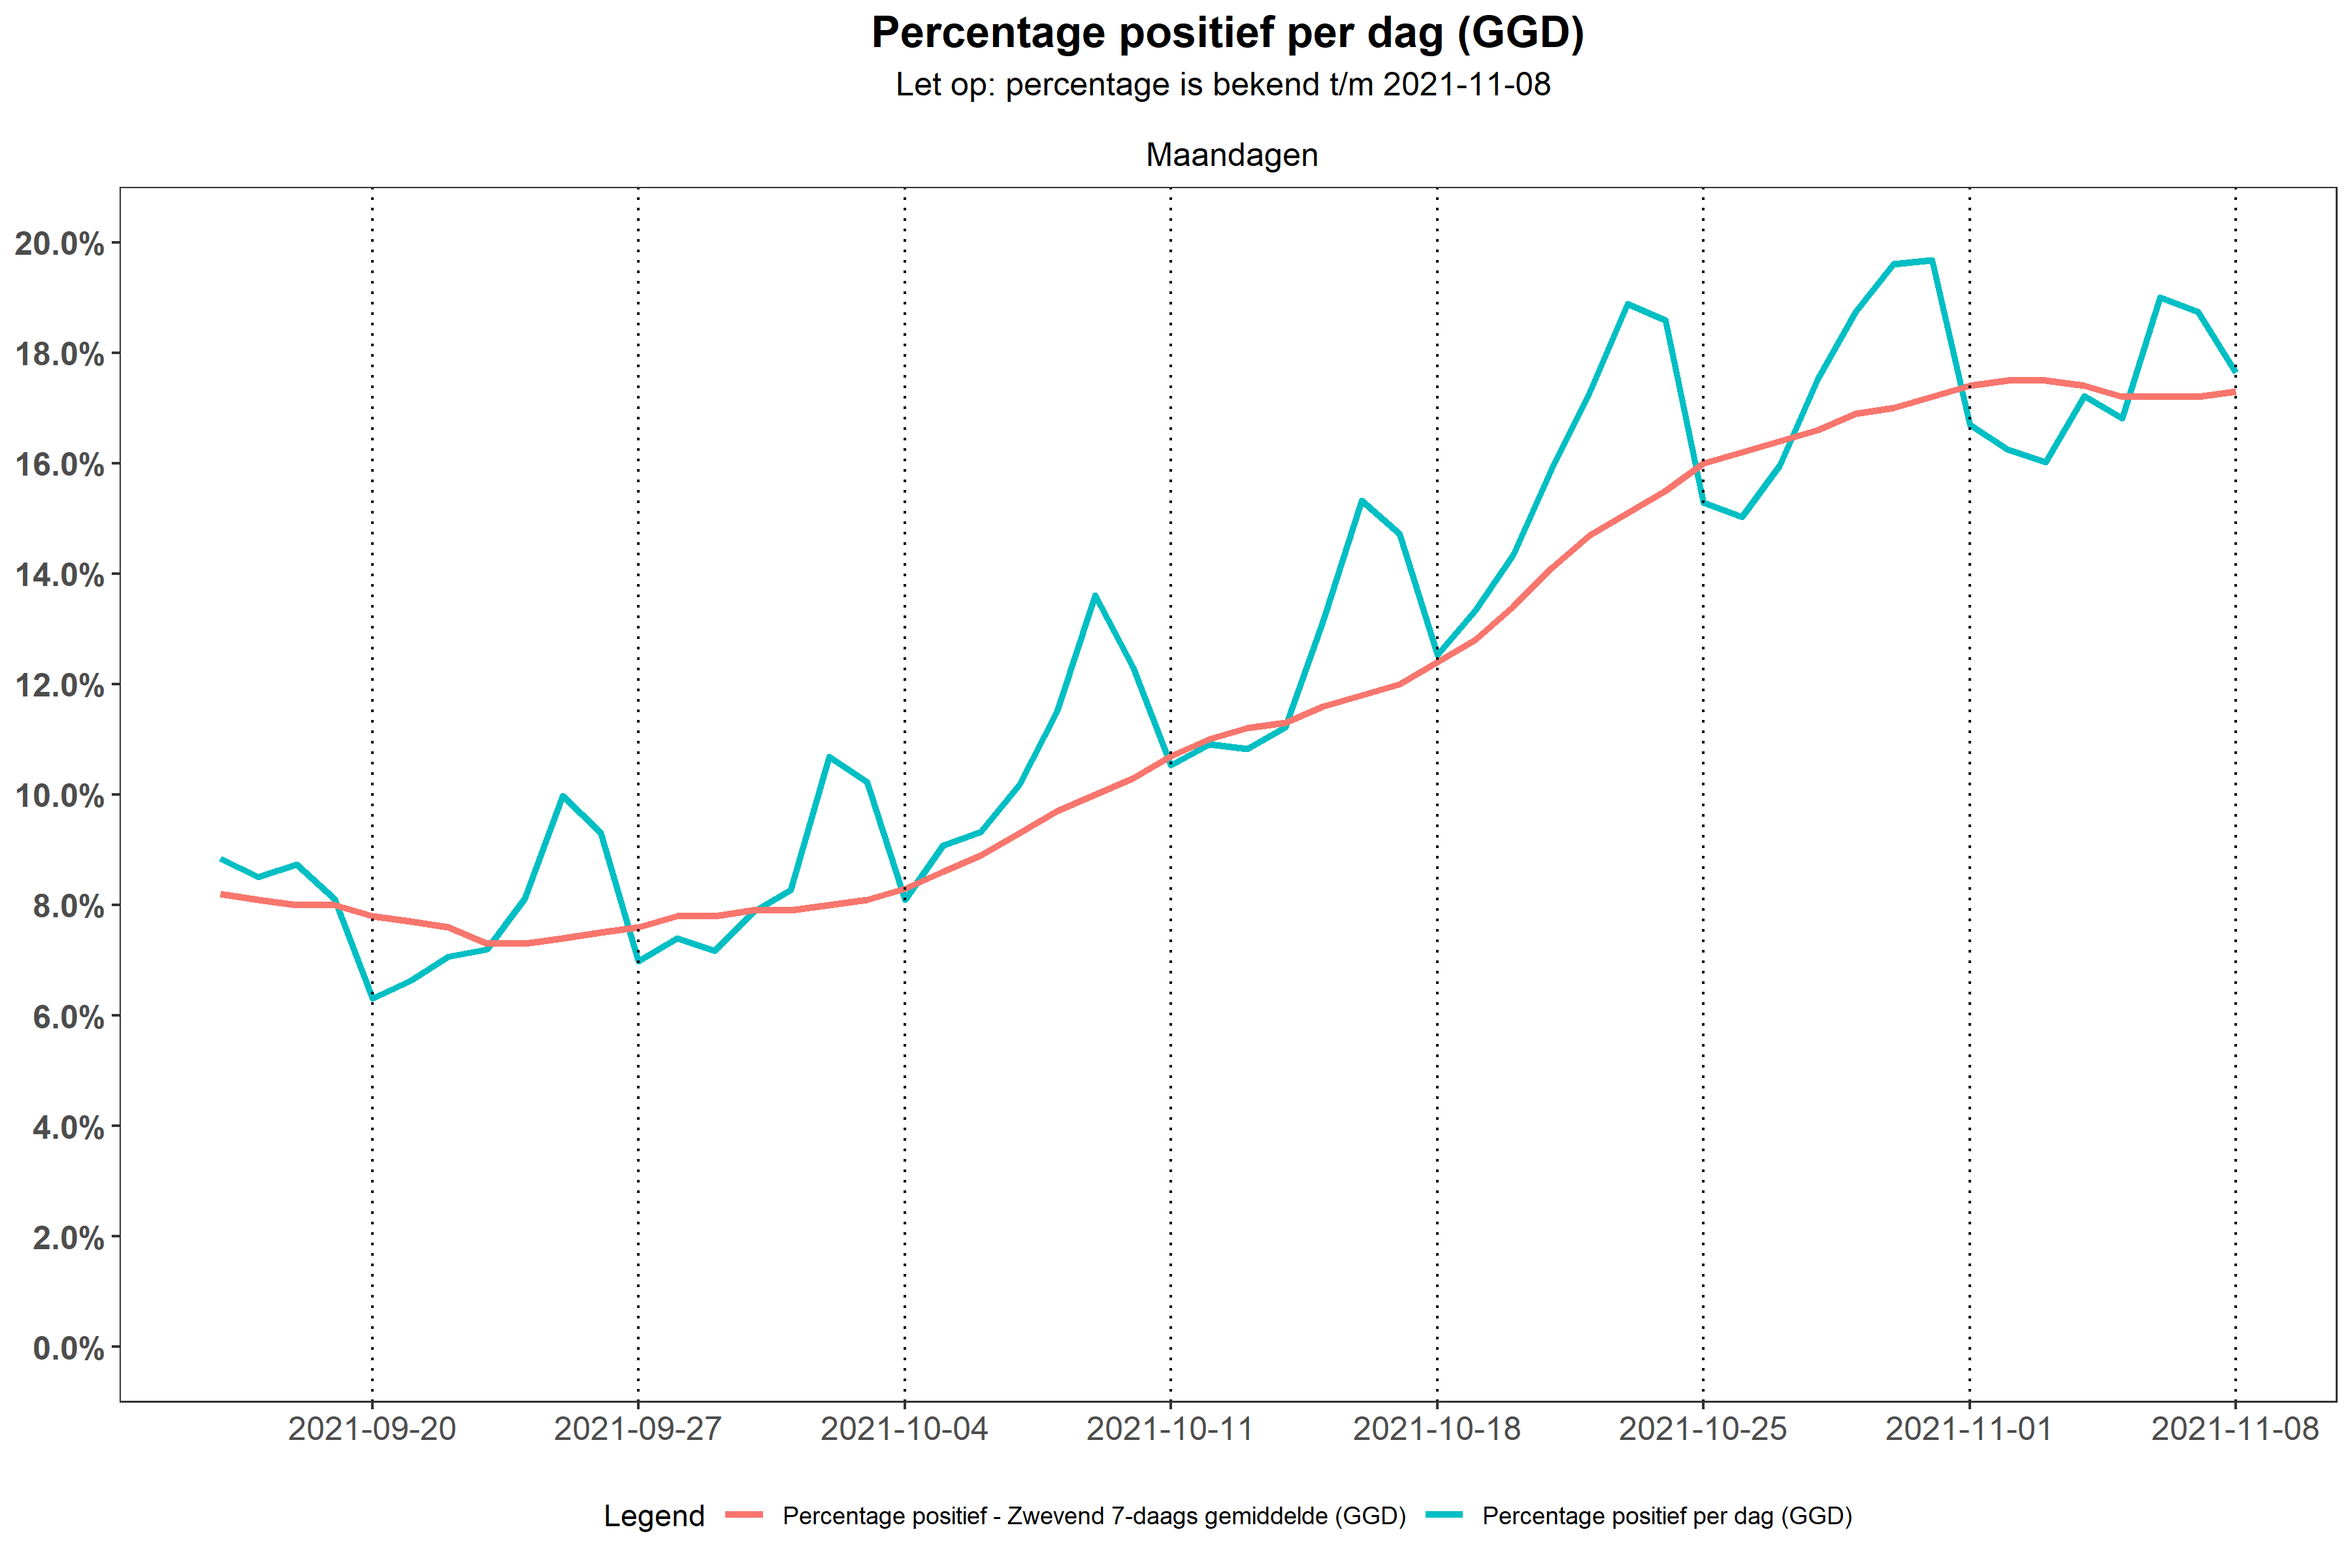 Percentage positief per dag (GGD)
Let op: percentage is bekend t/m 2021-11-08
Maandagen
20.0%
18.0%
16.0%
14.0%
12.0%
10.0%
8.0%
6.0%
4.0%
2.0%
0.0%
2021-09-20 2021-09-27 2021-10-04 2021-10-11 2021-10-18 2021-10-25 2021-11-01 2021-11-08
Legend Percentage positief - Zwevend 7-daags gemiddelde (GGD) Percentage positief per dag (GGD)